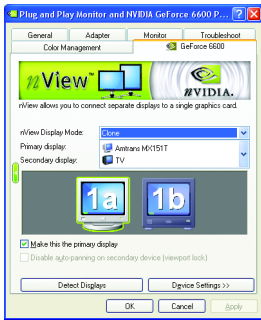 Plug and Play Monitor and NVIDIA GeForce 6600 P...
General Adapter Monitor Troubleshoot
Color Management GeForce 6600
nView™
nVIDIA.
nView allows you to connect separate displays to a single graphics card.
nView Display Mode: Clone
Primary display: Amtrans MX151T
Secondary display: TV
1a 1b
Make this the primary display
Disable auto-panning on secondary device (viewport lock)
Detect Displays Device Settings >>
OK Cancel Apply